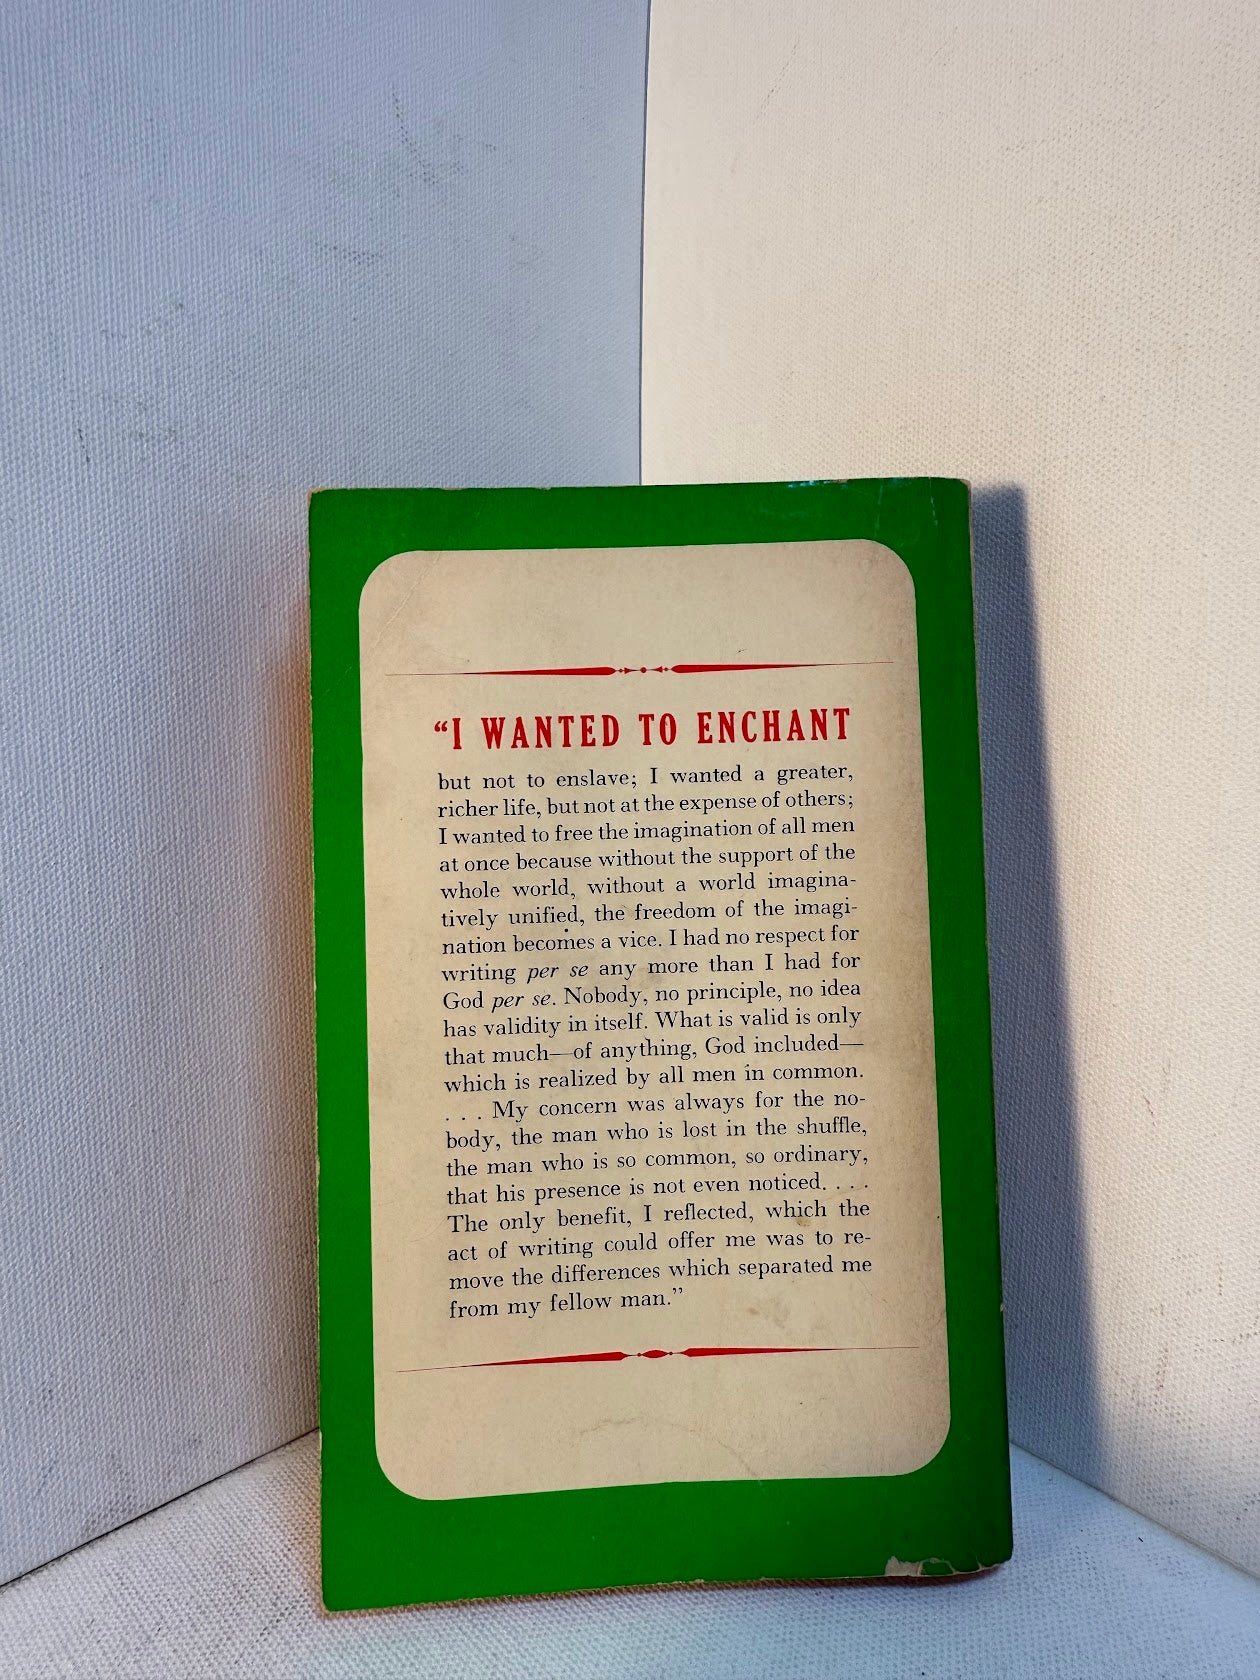 “I WANTED TO ENCHANT
but not to enslave; I wanted a greater,
richer life, but not at the expense of others;
I wanted to free the imagination of all men
at once because without the support of the
whole world, without a world imagina-
tively unified, the freedom of the imagi-
nation becomes a vice. I had no respect for
writing per se any more than I had for
God per se. Nobody, no principle, no idea
has validity in itself. What is valid is only
that much—of anything, God included—
which is realized by all men in common.
. . . My concern was always for the no-
body, the man who is lost in the shuffle,
the man who is so common, so ordinary,
that his presence is not even noticed. . . .
The only benefit, I reflected, which the
act of writing could offer me was to re-
move the differences which separated me
from my fellow man.”